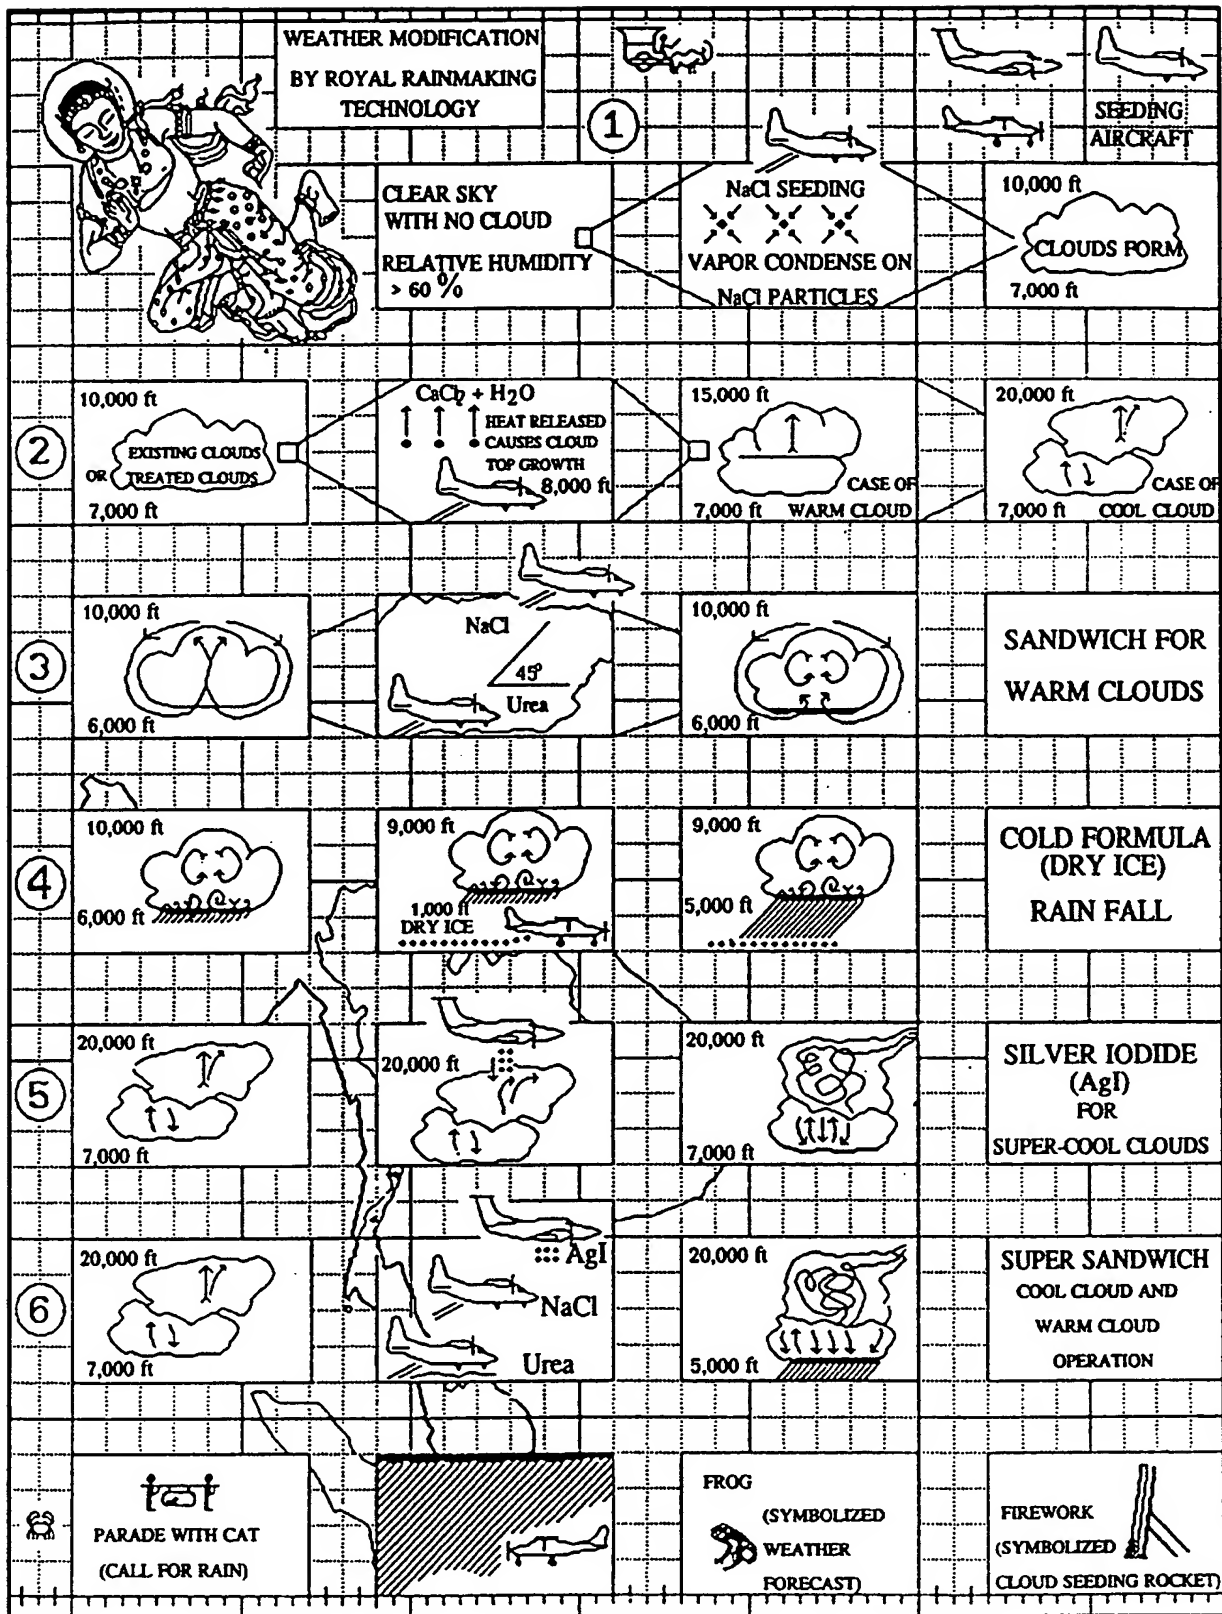 WEATHER MODIFICATION
BY ROYAL RAINMAKING
TECHNOLOGY
1
SEEDING
AIRCRAFT
CLEAR SKY
WITH NO CLOUD
RELATIVE HUMIDITY
> 60 %
NaCl SEEDING
VAPOR CONDENSE ON
NaCl PARTICLES
10,000 ft
CLOUDS FORM
7,000 ft
2
10,000 ft
EXISTING CLOUDS
OR TREATED CLOUDS
7,000 ft
CaCl2 + H2O
HEAT RELEASED
CAUSES CLOUD
TOP GROWTH
8,000 ft
15,000 ft
CASE OF
7,000 ft WARM CLOUD
20,000 ft
CASE OF
7,000 ft COOL CLOUD
3
10,000 ft
6,000 ft
NaCl
45°
Urea
10,000 ft
6,000 ft
SANDWICH FOR
WARM CLOUDS
4
10,000 ft
6,000 ft
9,000 ft
1,000 ft
DRY ICE
9,000 ft
5,000 ft
COLD FORMULA
(DRY ICE)
RAIN FALL
5
20,000 ft
7,000 ft
20,000 ft
20,000 ft
7,000 ft
SILVER IODIDE
(AgI)
FOR
SUPER-COOL CLOUDS
6
20,000 ft
7,000 ft
AgI
NaCl
Urea
20,000 ft
5,000 ft
SUPER SANDWICH
COOL CLOUD AND
WARM CLOUD
OPERATION
PARADE WITH CAT
(CALL FOR RAIN)
FROG
(SYMBOLIZED
WEATHER
FORECAST)
FIREWORK
(SYMBOLIZED
CLOUD SEEDING ROCKET)